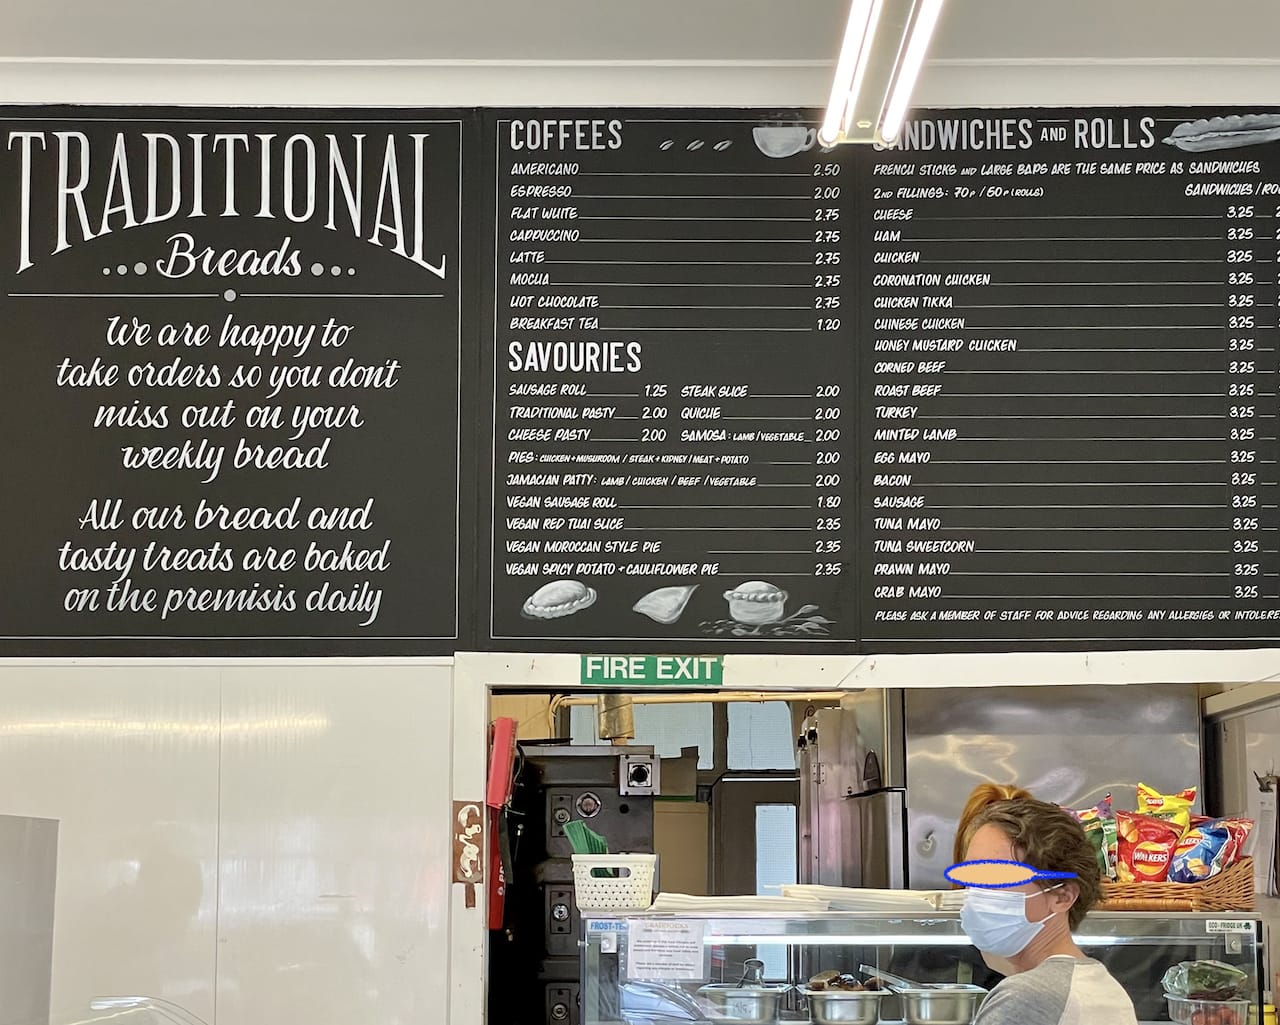 TRADITIONAL
Breads
We are happy to
take orders so you don't
miss out on your
weekly bread
All our bread and
tasty treats are baked
on the premisis daily
COFFEES
AMERICANO 2.50
ESPRESSO 2.00
FLAT WHITE 2.75
CAPPUCCINO 2.75
LATTE 2.75
MOCHA 2.75
HOT CHOCOLATE 2.75
BREAKFAST TEA 1.20
SAVOURIES
SAUSAGE ROLL 1.25 STEAK SLICE 2.00
TRADITIONAL PASTY 2.00 QUICHE 2.00
CHEESE PASTY 2.00 SAMOSA: LAMB/VEGETABLE 2.00
PIES: CHICKEN+MUSHROOM / STEAK+KIDNEY / MEAT+POTATO 2.00
JAMACIAN PATTY: LAMB / CHICKEN / BEEF / VEGETABLE 2.00
VEGAN SAUSAGE ROLL 1.80
VEGAN RED THAI SLICE 2.35
VEGAN MOROCCAN STYLE PIE 2.35
VEGAN SPICY POTATO + CAULIFLOWER PIE 2.35
SANDWICHES AND ROLLS
FRENCH STICKS AND LARGE BAPS ARE THE SAME PRICE AS SANDWICHES
2ND FILLINGS: 70P / 60P (ROLLS) SANDWICHES/RO
CHEESE 3.25
HAM 3.25
CHICKEN 3.25
CORONATION CHICKEN 3.25
CHICKEN TIKKA 3.25
CHINESE CHICKEN 3.25
HONEY MUSTARD CHICKEN 3.25
CORNED BEEF 3.25
ROAST BEEF 3.25
TURKEY 3.25
MINTED LAMB 3.25
EGG MAYO 3.25
BACON 3.25
SAUSAGE 3.25
TUNA MAYO 3.25
TUNA SWEETCORN 3.25
PRAWN MAYO 3.25
CRAB MAYO 3.25
PLEASE ASK A MEMBER OF STAFF FOR ADVICE REGARDING ANY ALLERGIES OR INTOLERE
FIRE EXIT
WALKERS
FROST-TE
ECO-FRIDGE UK